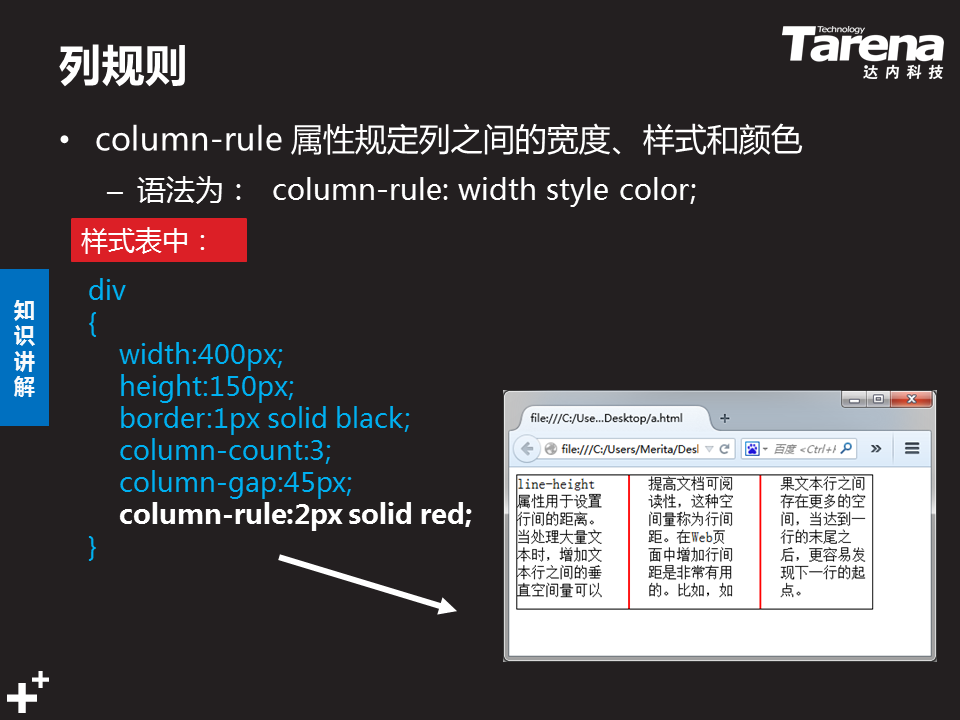 列规则
Technology
Tarena
达内科技
• column-rule 属性规定列之间的宽度、样式和颜色
– 语法为： column-rule: width style color;
样式表中：
知识讲解
div
{
width:400px;
height:150px;
border:1px solid black;
column-count:3;
column-gap:45px;
column-rule:2px solid red;
}
file:///C:/Use...Desktop/a.html
file:///C:/Users/Merita/Desl
百度 <Ctrl+I
line-height
属性用于设置
行间的距离。
当处理大量文
本时，增加文
本行之间的垂
直空间量可以
提高文档可阅
读性，这种空
间量称为行间
距。在Web页
面中增加行间
距是非常有用
的。比如，如
果文本行之间
存在更多的空
间，当达到一
行的末尾之
后，更容易发
现下一行的起
点。